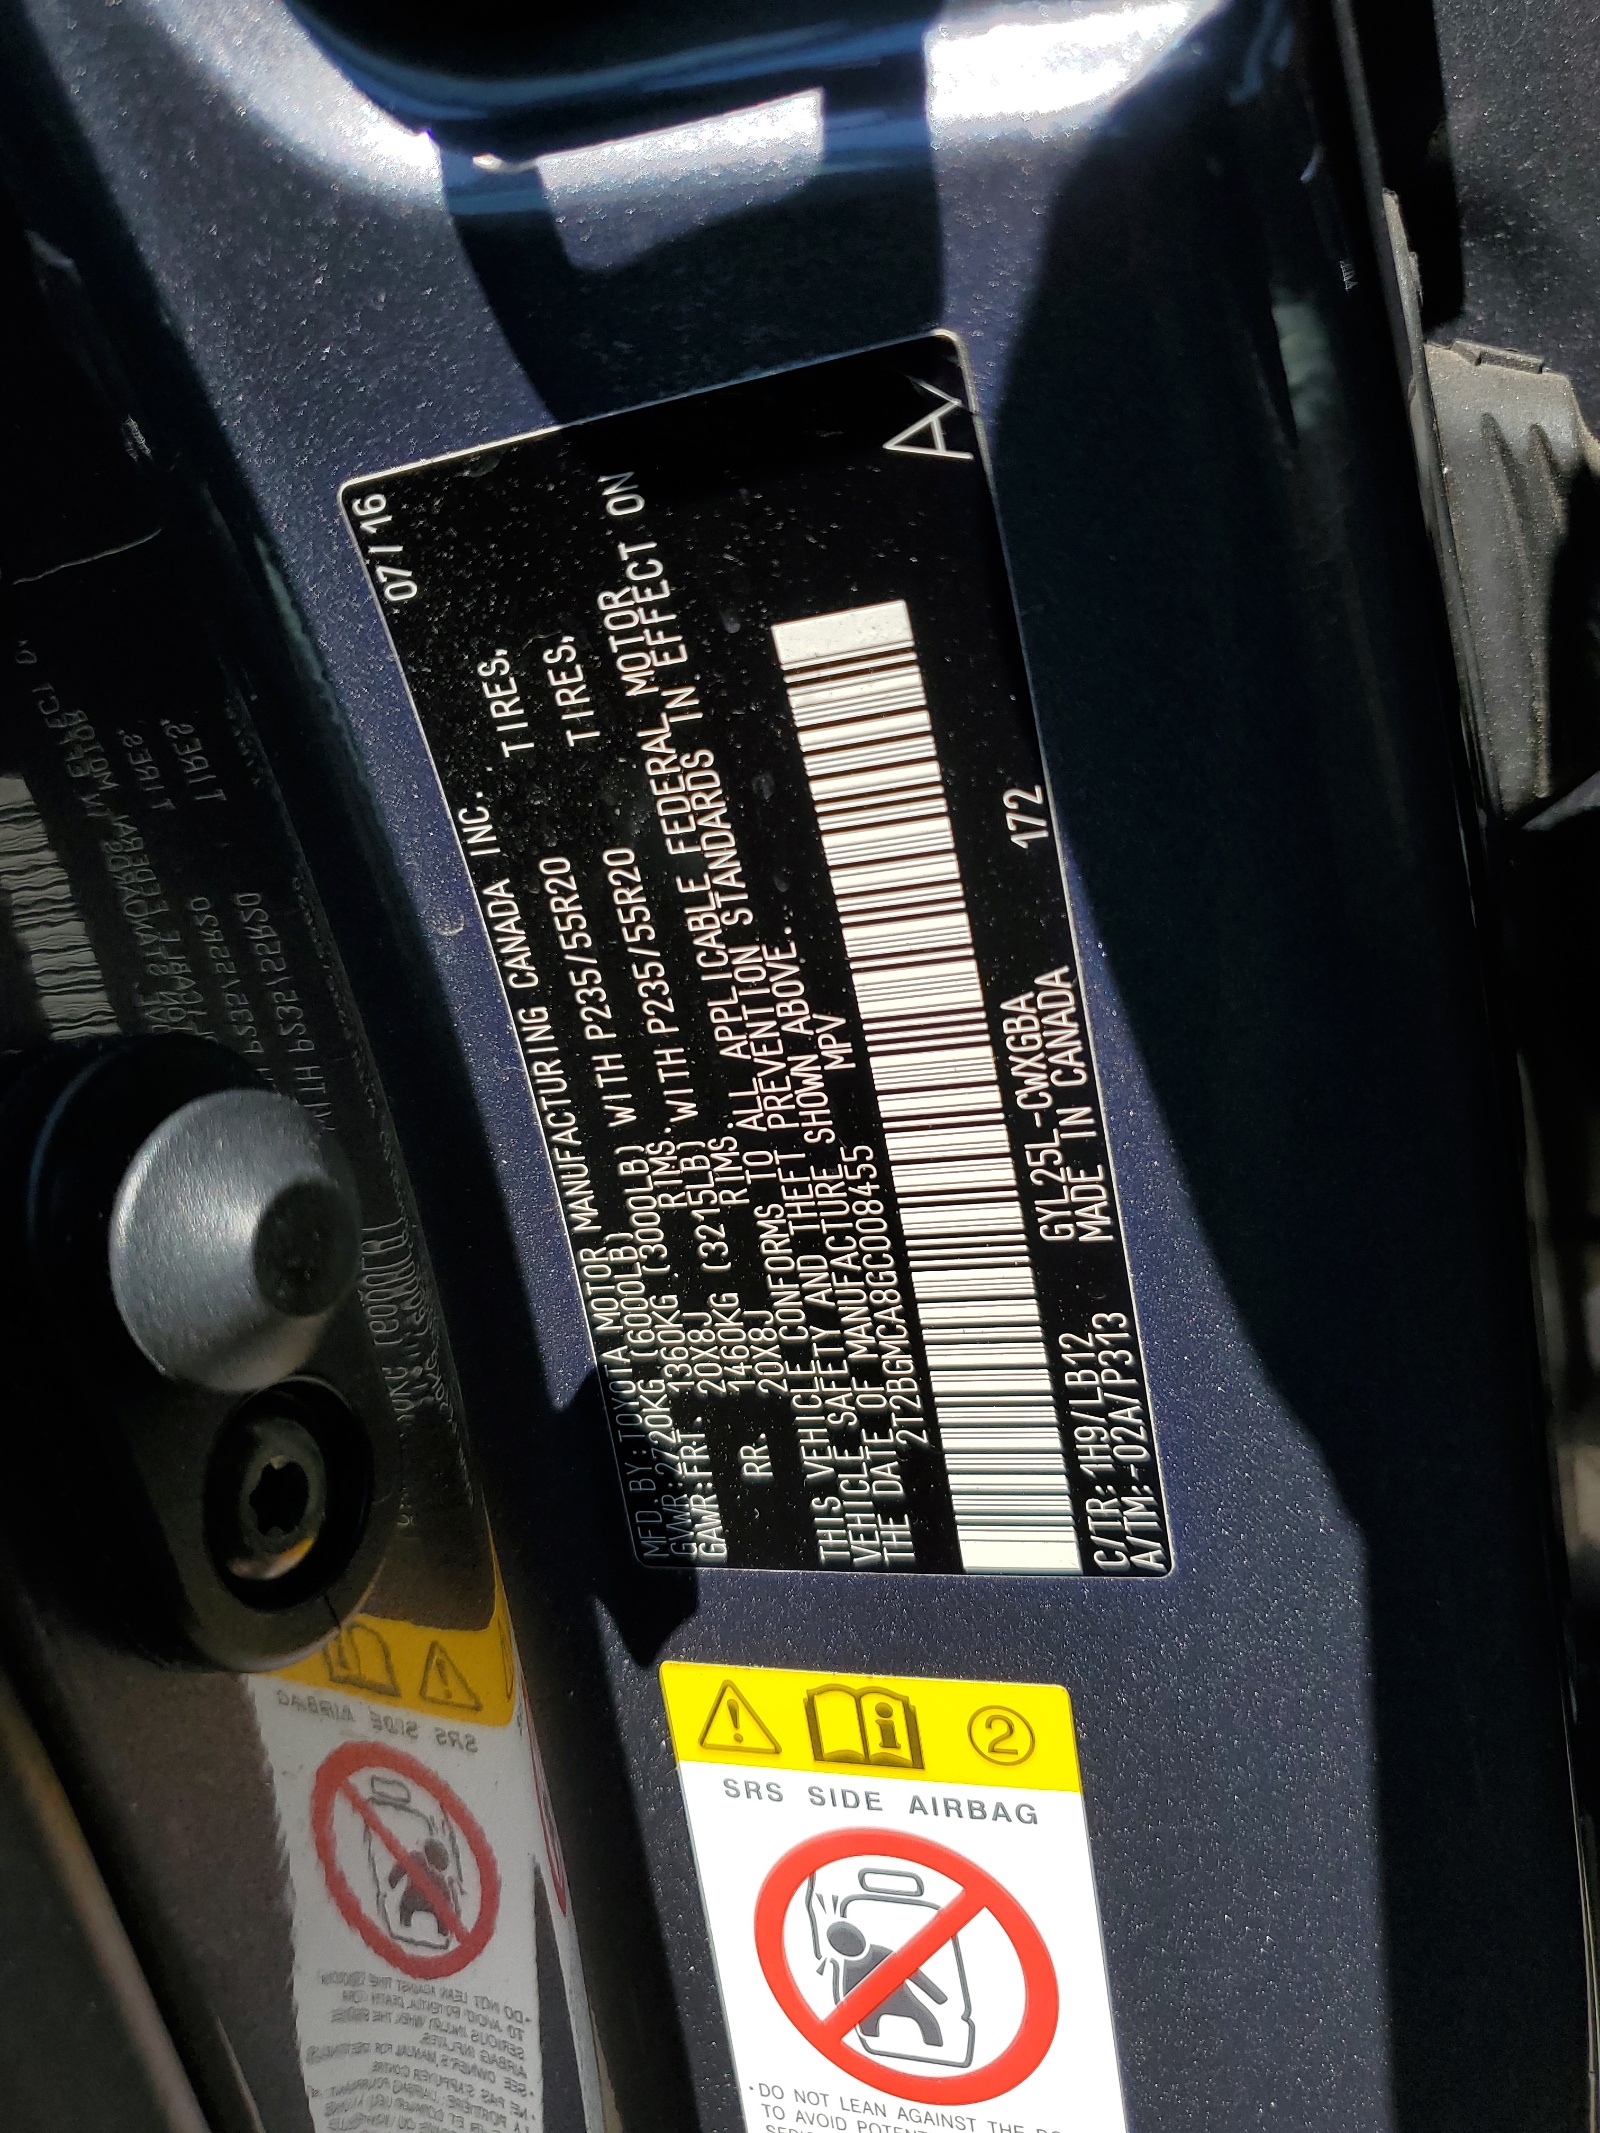 MFD.BY:TOYOTA MOTOR MANUFACTURING CANADA INC. 07/16
GVWR:2720KG (6000LB)
GAWR:FRT. 1360KG (3000LB) WITH P235/55R20 TIRES,
20X8J RIMS.
RR. 1460KG (3215LB) WITH P235/55R20 TIRES,
20X8J RIMS.
THIS VEHICLE CONFORMS TO ALL APPLICABLE FEDERAL MOTOR
VEHICLE SAFETY AND THEFT PREVENTION STANDARDS IN EFFECT ON
THE DATE OF MANUFACTURE SHOWN ABOVE.
2T2BGMCA8GC008455 MPV
C/TR:1H9/LB12 GYL25L-CWXGBA 172
A/TM:-02A/P313 MADE IN CANADA
2
SRS SIDE AIRBAG
•DO NOT LEAN AGAINST THE
TO AVOID